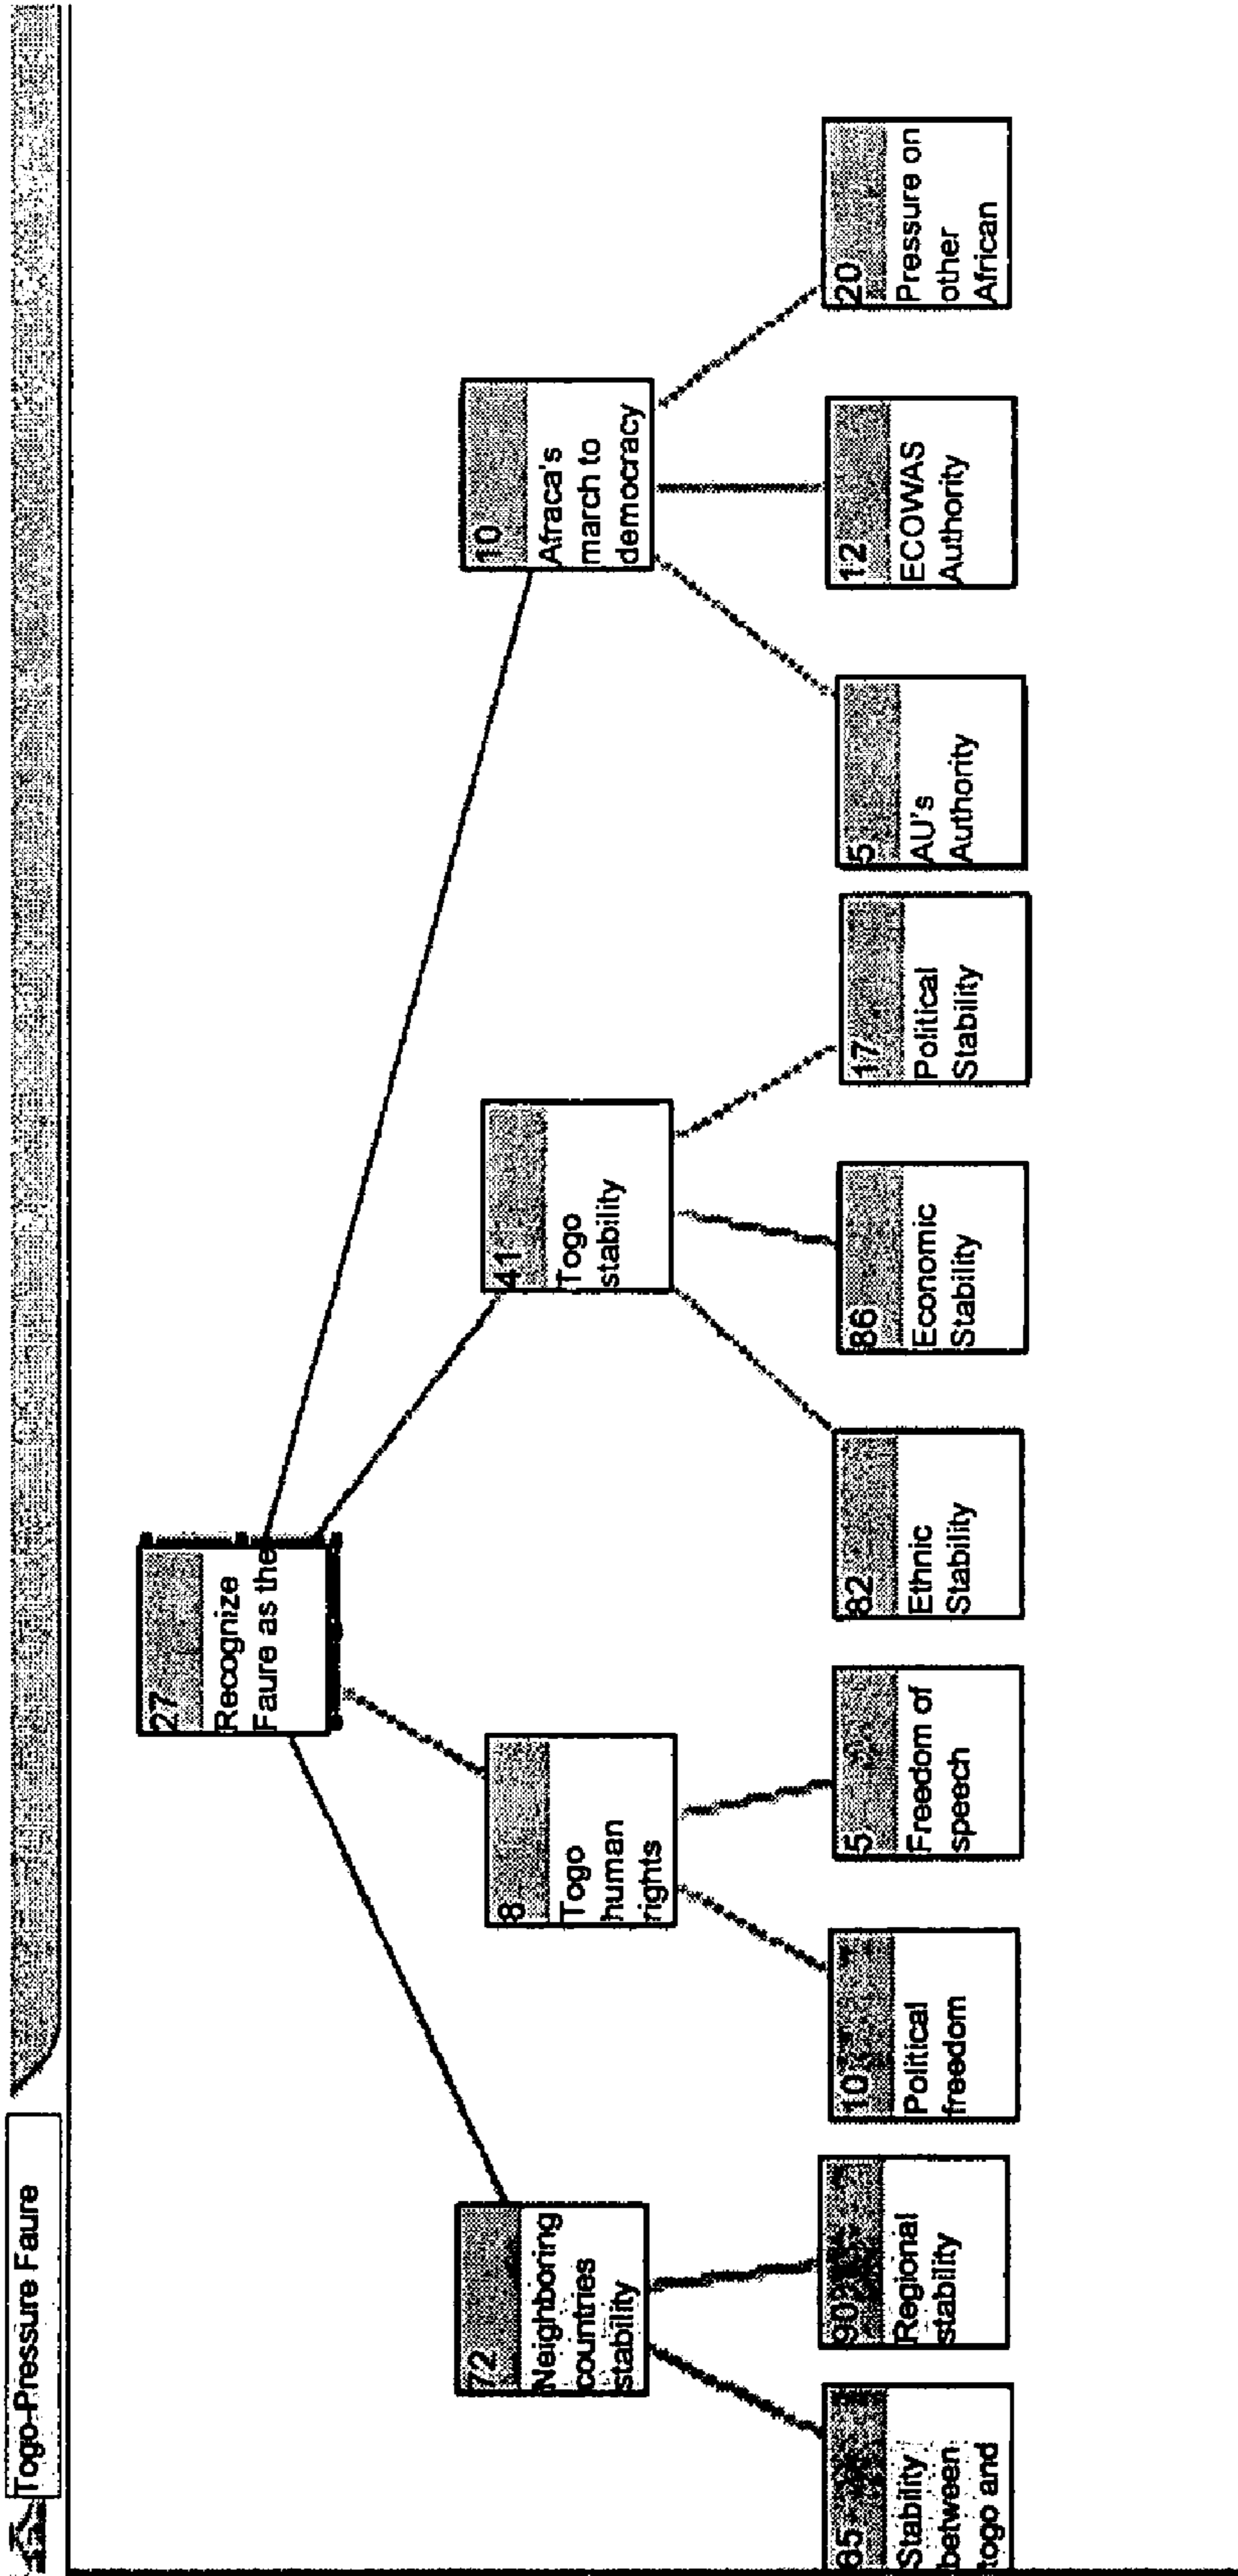 Togo-Pressure Faure
27
Recognize
Faure as the
72
Neighboring
countries
stability
8
Togo
human
rights
41
Togo
stability
10
Afraca's
march to
democracy
Stability
between
togo and
90
Regional
stability
10
Political
freedom
5
Freedom of
speech
82
Ethnic
Stability
86
Economic
Stability
17
Political
Stability
5
AU's
Authority
12
ECOWAS
Authority
20
Pressure on
other
African